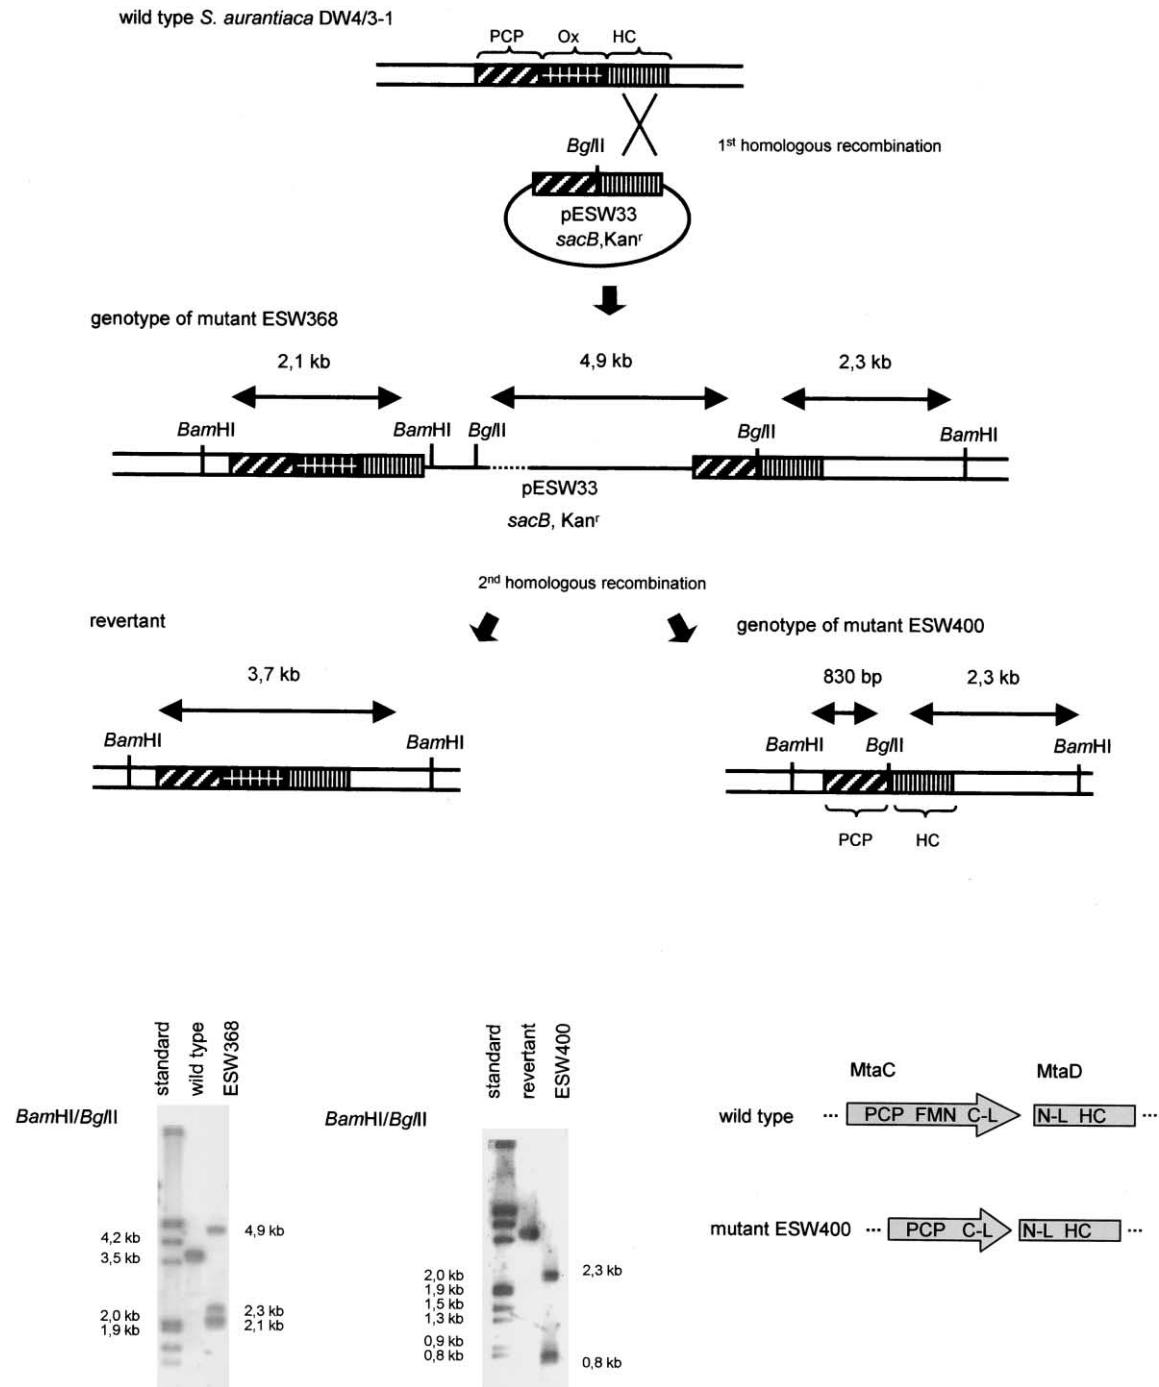 wild type S. aurantiaca DW4/3-1
PCP Ox HC
1st homologous recombination
BglII
pESW33
sacB,Kanr
genotype of mutant ESW368
2,1 kb 4,9 kb 2,3 kb
BamHI BamHI BglII BglII BamHI
pESW33
sacB, Kanr
2nd homologous recombination
revertant
genotype of mutant ESW400
3,7 kb
830 bp 2,3 kb
BamHI BamHI
BamHI BglII BamHI
PCP HC
standard
wild type
ESW368
BamHI/BglII
4,2 kb
3,5 kb
2,0 kb
1,9 kb
4,9 kb
2,3 kb
2,1 kb
standard
revertant
ESW400
BamHI/BglII
2,0 kb
1,9 kb
1,5 kb
1,3 kb
0,9 kb
0,8 kb
2,3 kb
0,8 kb
MtaC MtaD
wild type ... PCP FMN C-L N-L HC ...
mutant ESW400 ... PCP C-L N-L HC ...